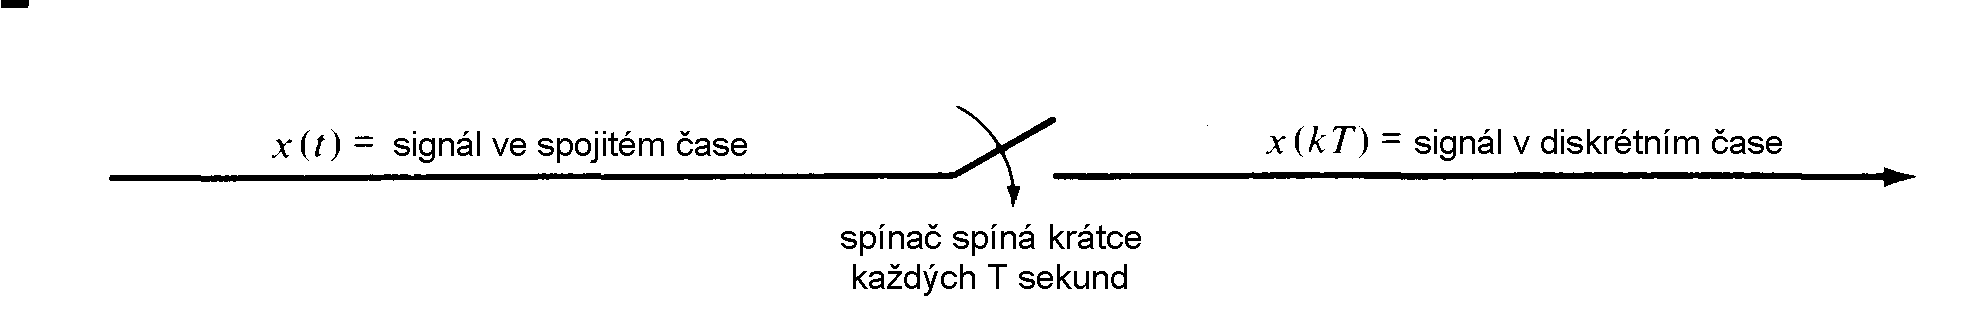 x(t) = signál ve spojitém čase
x(kT) = signál v diskrétním čase
spínač spíná krátce
každých T sekund